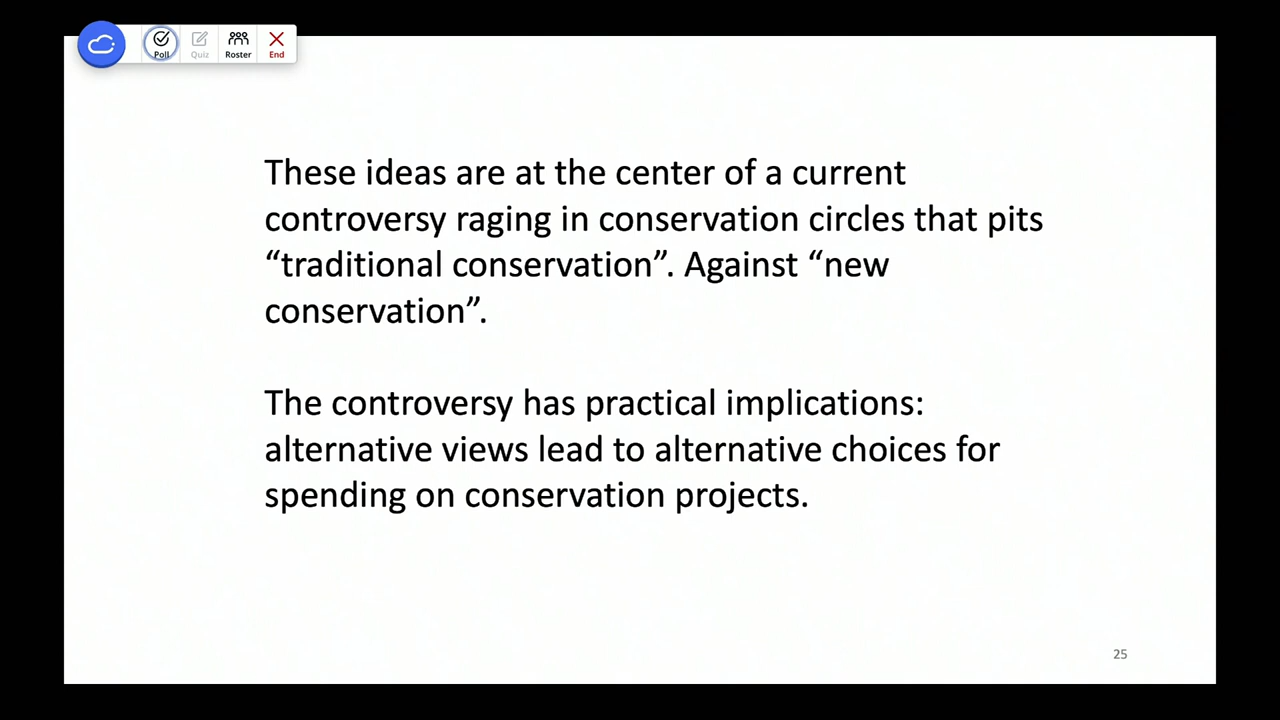 Poll
Quiz
Roster
End
These ideas are at the center of a current
controversy raging in conservation circles that pits
“traditional conservation”. Against “new
conservation”.
The controversy has practical implications:
alternative views lead to alternative choices for
spending on conservation projects.
25